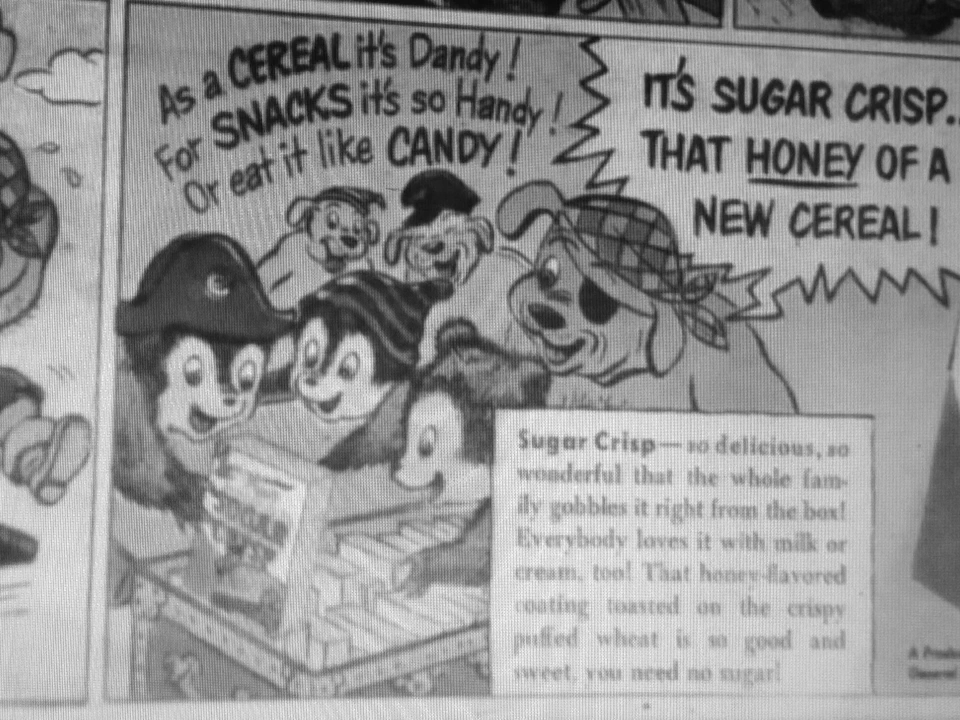 As a CEREAL it's Dandy!
For SNACKS it's so Handy!
Or eat it like CANDY!
IT'S SUGAR CRISP..
THAT HONEY OF A
NEW CEREAL!
Sugar Crisp — so delicious, so
wonderful that the whole fam-
ily gobbles it right from the box!
Everybody loves it with milk or
cream, too! That honey-flavored
coating toasted on the crispy
puffed wheat is so good and
sweet, you need no sugar!
A
General